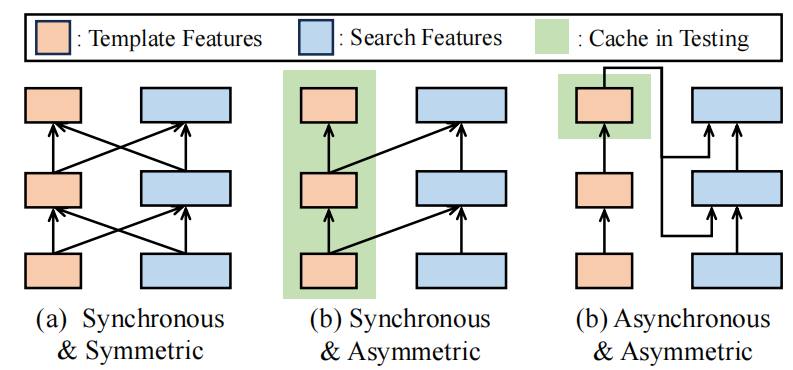 : Template Features : Search Features : Cache in Testing
(a) Synchronous & Symmetric
(b) Synchronous & Asymmetric
(b) Asynchronous & Asymmetric